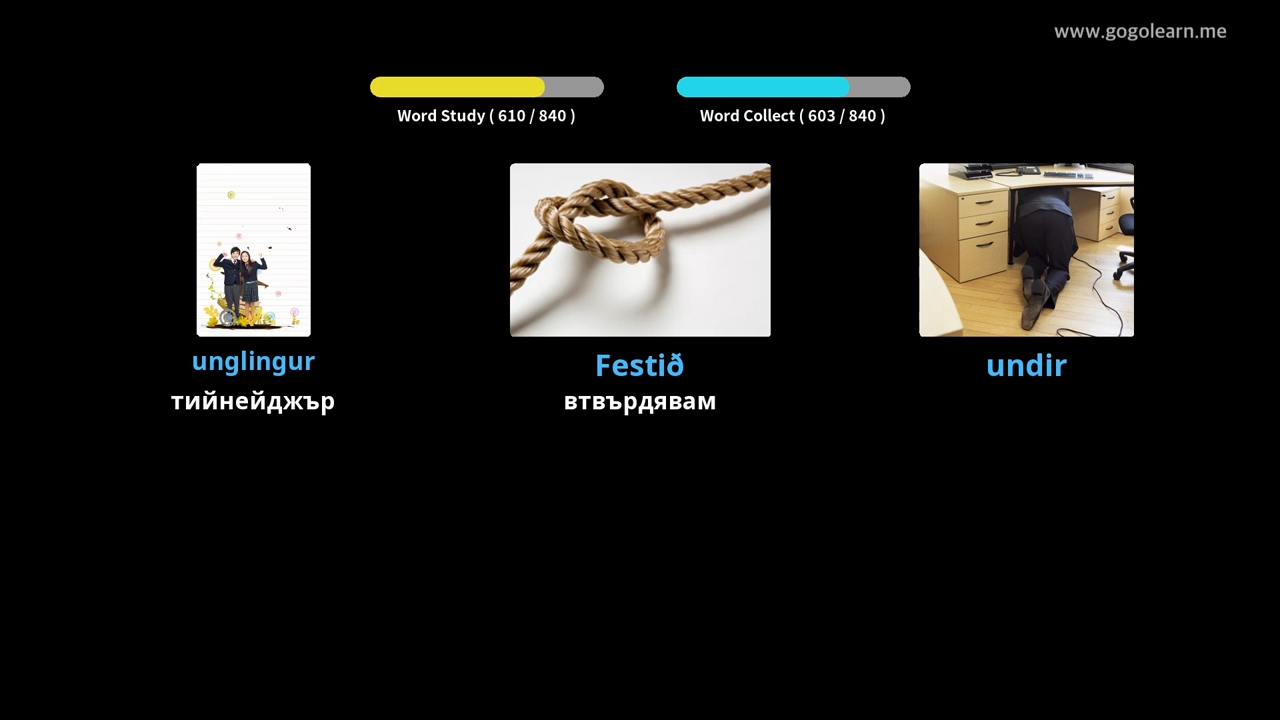 www.gogolearn.me
Word Study ( 610 / 840 )
Word Collect ( 603 / 840 )
unglingur
тийнейджър
Festið
втвърдявам
undir